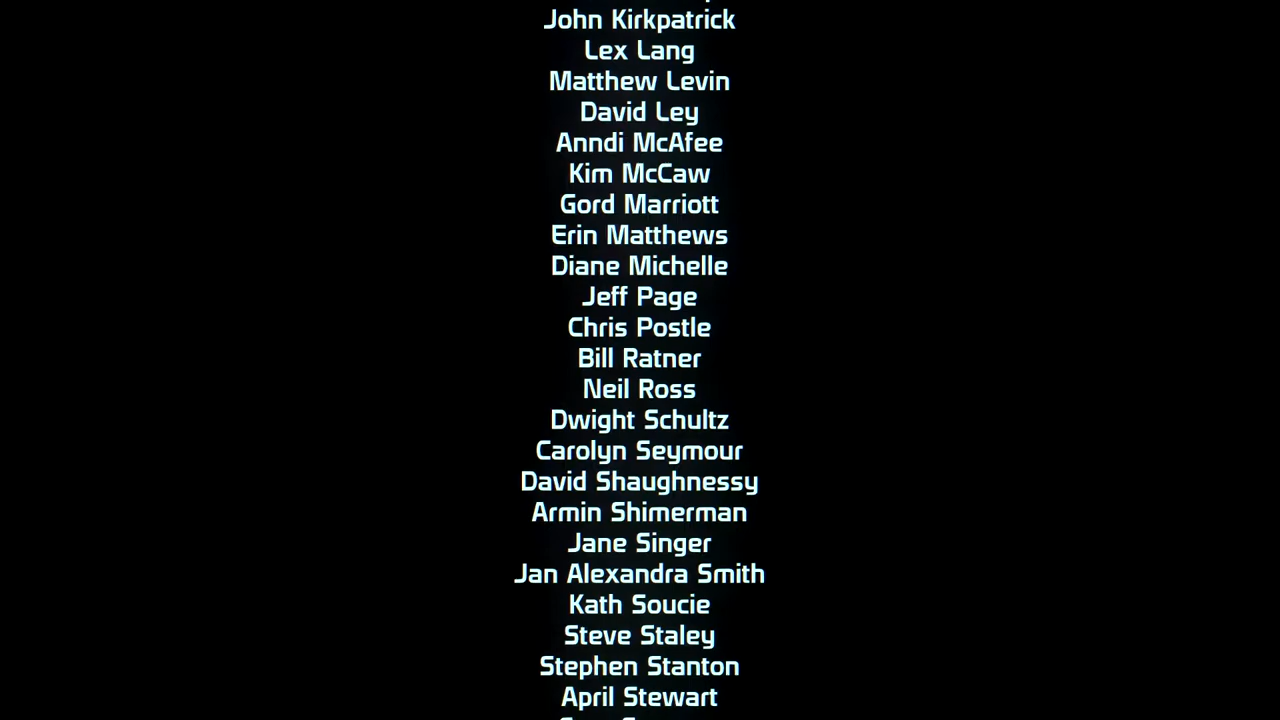 John Kirkpatrick
Lex Lang
Matthew Levin
David Ley
Anndi McAfee
Kim McCaw
Gord Marriott
Erin Matthews
Diane Michelle
Jeff Page
Chris Postle
Bill Ratner
Neil Ross
Dwight Schultz
Carolyn Seymour
David Shaughnessy
Armin Shimerman
Jane Singer
Jan Alexandra Smith
Kath Soucie
Steve Staley
Stephen Stanton
April Stewart